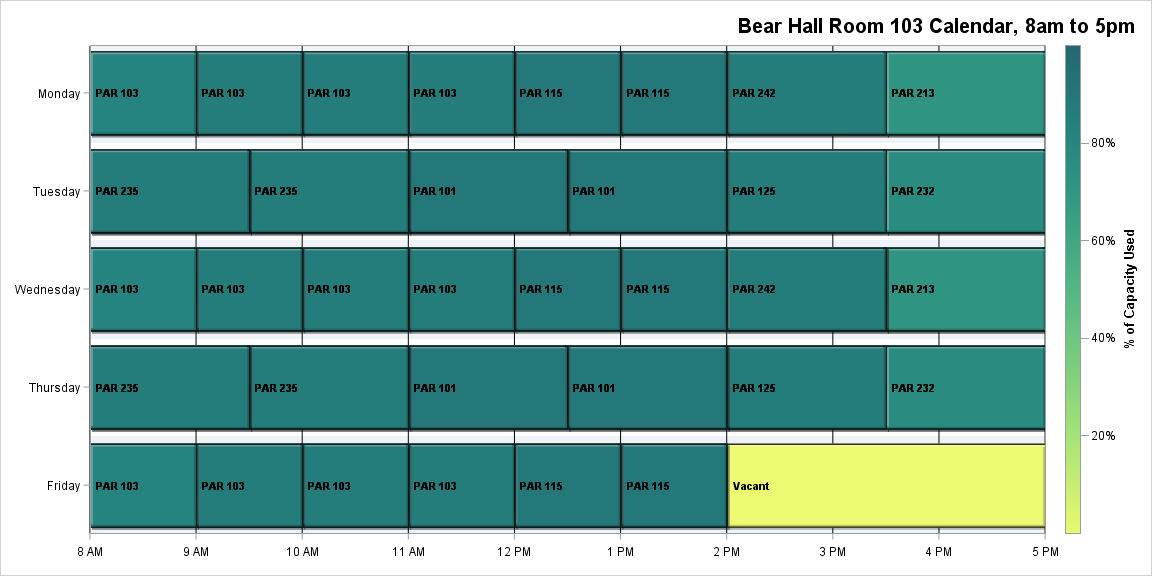 Bear Hall Room 103 Calendar, 8am to 5pm
Monday PAR 103 PAR 103 PAR 103 PAR 103 PAR 115 PAR 115 PAR 242 PAR 213
80%
Tuesday PAR 235 PAR 235 PAR 101 PAR 101 PAR 125 PAR 232
60%
Wednesday PAR 103 PAR 103 PAR 103 PAR 103 PAR 115 PAR 115 PAR 242 PAR 213
% of Capacity Used
40%
Thursday PAR 235 PAR 235 PAR 101 PAR 101 PAR 125 PAR 232
20%
Friday PAR 103 PAR 103 PAR 103 PAR 103 PAR 115 PAR 115 Vacant
8 AM 9 AM 10 AM 11 AM 12 PM 1 PM 2 PM 3 PM 4 PM 5 PM